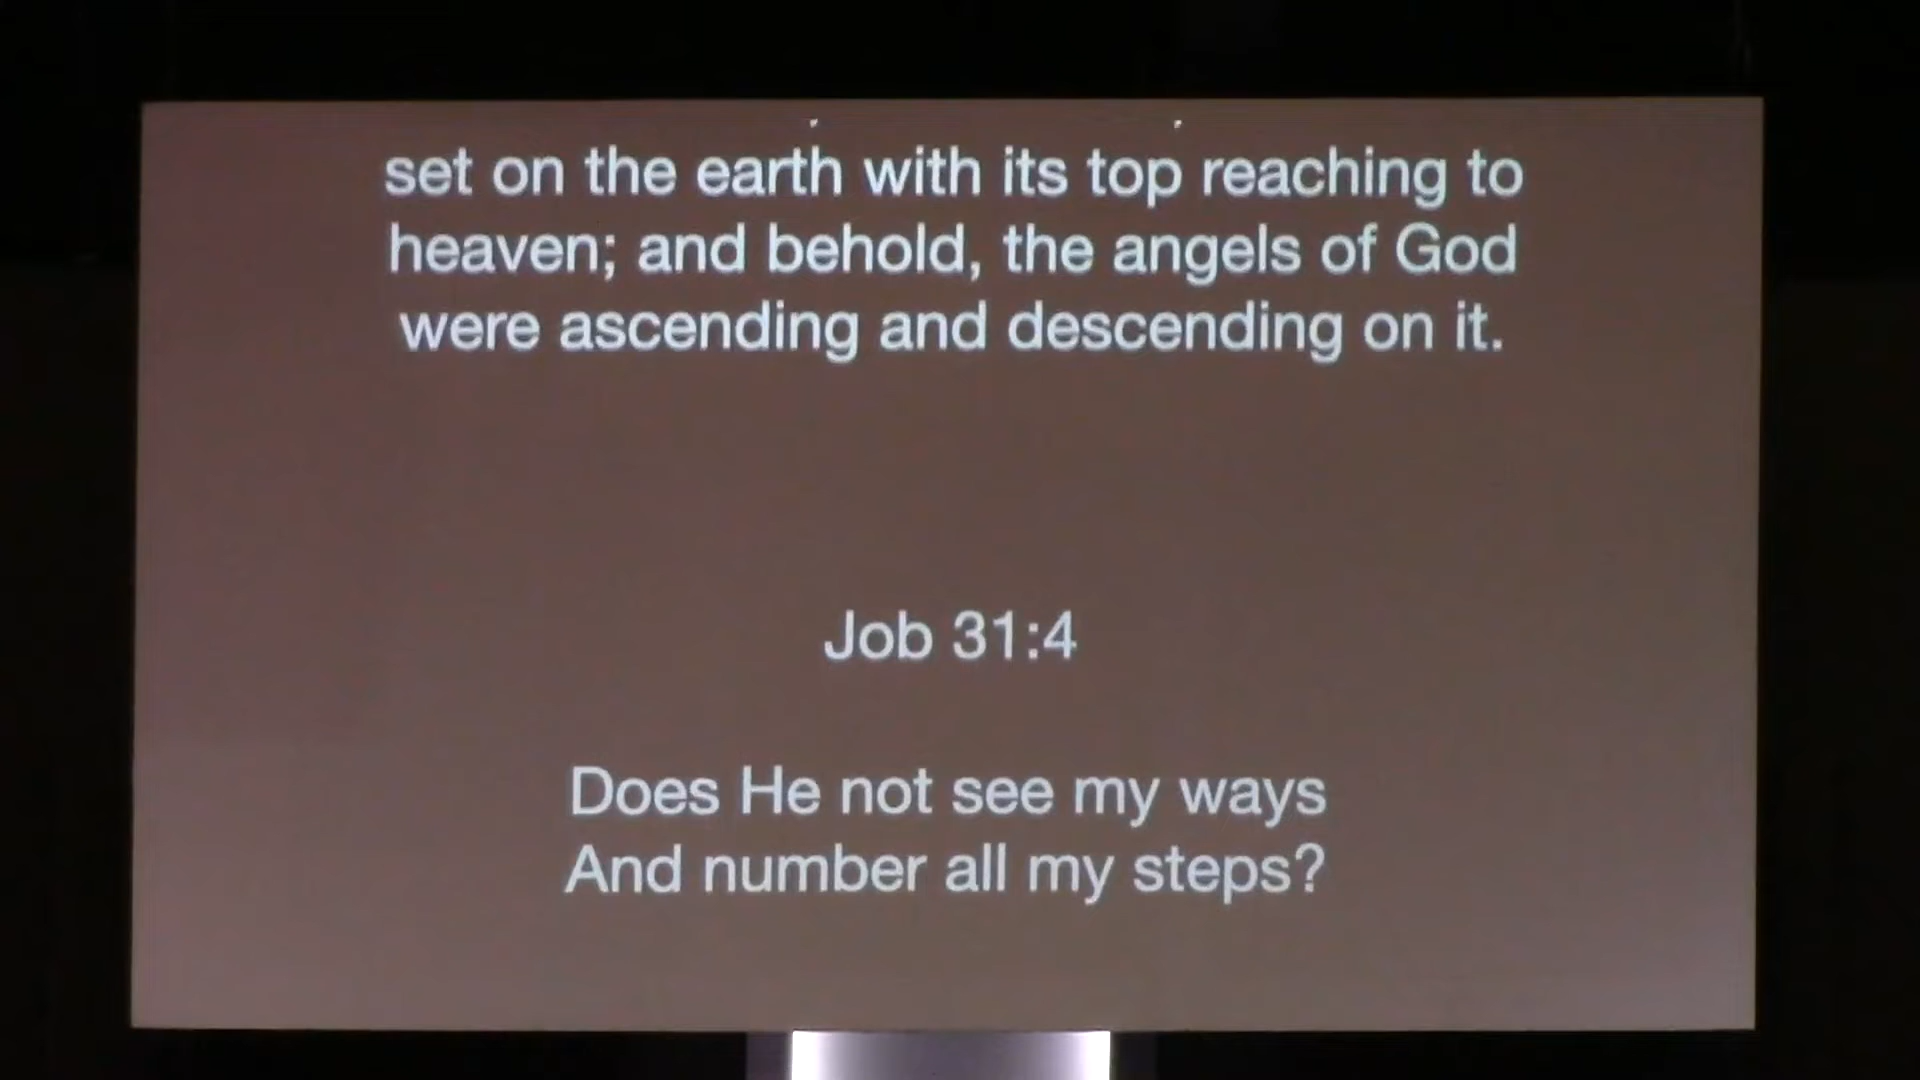 set on the earth with its top reaching to
heaven; and behold, the angels of God
were ascending and descending on it.
Job 31:4
Does He not see my ways
And number all my steps?